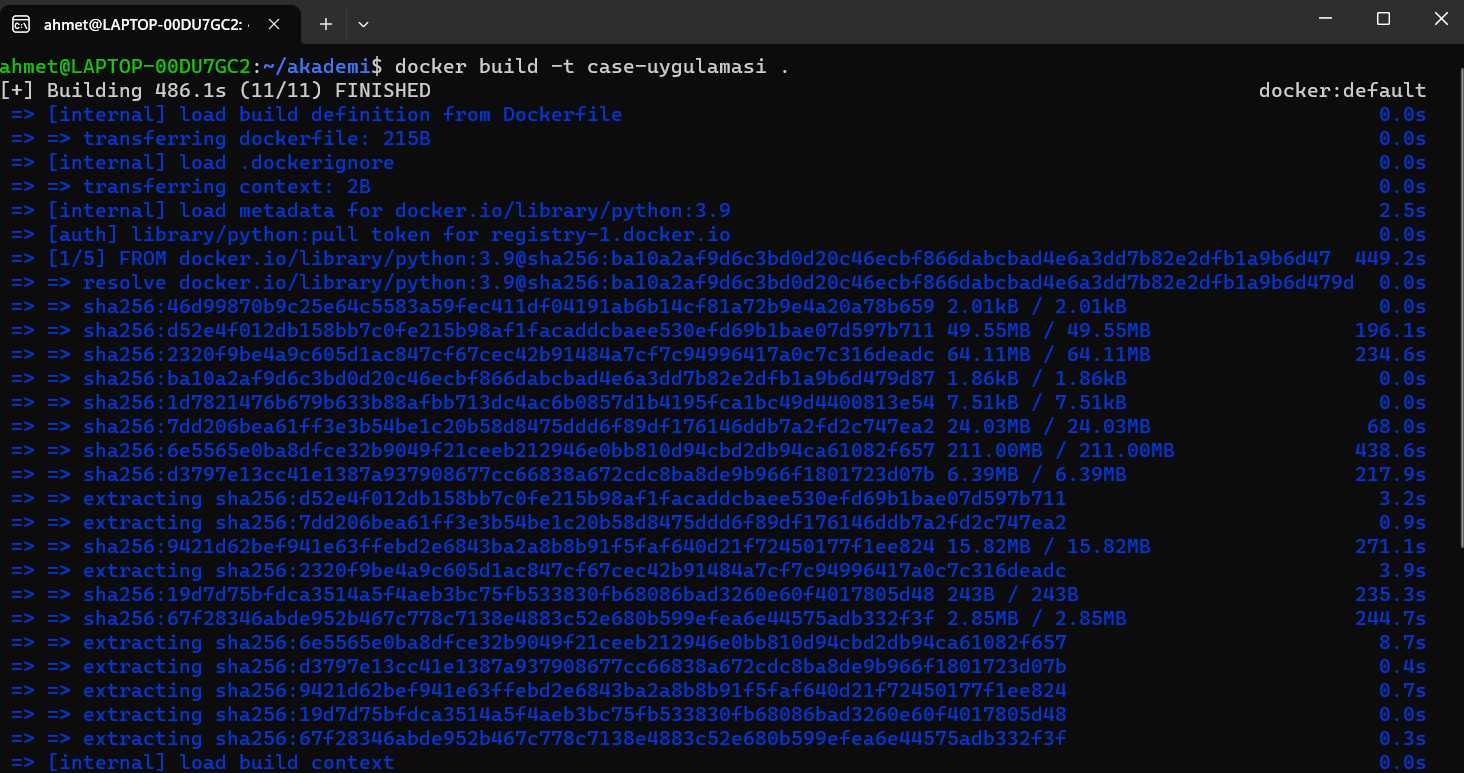 ahmet@LAPTOP-00DU7GC2: ·
ahmet@LAPTOP-00DU7GC2:~/akademi$ docker build -t case-uygulamasi .
[+] Building 486.1s (11/11) FINISHED docker:default
=> [internal] load build definition from Dockerfile 0.0s
=> => transferring dockerfile: 215B 0.0s
=> [internal] load .dockerignore 0.0s
=> => transferring context: 2B 0.0s
=> [internal] load metadata for docker.io/library/python:3.9 2.5s
=> [auth] library/python:pull token for registry-1.docker.io 0.0s
=> [1/5] FROM docker.io/library/python:3.9@sha256:ba10a2af9d6c3bd0d20c46ecbf866dabcbad4e6a3dd7b82e2dfb1a9b6d47 449.2s
=> => resolve docker.io/library/python:3.9@sha256:ba10a2af9d6c3bd0d20c46ecbf866dabcbad4e6a3dd7b82e2dfb1a9b6d479d 0.0s
=> => sha256:46d99870b9c25e64c5583a59fec411df04191ab6b14cf81a72b9e4a20a78b659 2.01kB / 2.01kB 0.0s
=> => sha256:d52e4f012db158bb7c0fe215b98af1facaddcbaee530efd69b1bae07d597b711 49.55MB / 49.55MB 196.1s
=> => sha256:2320f9be4a9c605d1ac847cf67cec42b91484a7cf7c94996417a0c7c316deadc 64.11MB / 64.11MB 234.6s
=> => sha256:ba10a2af9d6c3bd0d20c46ecbf866dabcbad4e6a3dd7b82e2dfb1a9b6d479d87 1.86kB / 1.86kB 0.0s
=> => sha256:1d7821476b679b633b88afbb713dc4ac6b0857d1b4195fca1bc49d4400813e54 7.51kB / 7.51kB 0.0s
=> => sha256:7dd206bea61ff3e3b54be1c20b58d8475ddd6f89df176146ddb7a2fd2c747ea2 24.03MB / 24.03MB 68.0s
=> => sha256:6e5565e0ba8dfce32b9049f21ceeb212946e0bb810d94cbd2db94ca61082f657 211.00MB / 211.00MB 438.6s
=> => sha256:d3797e13cc41e1387a937908677cc66838a672cdc8ba8de9b966f1801723d07b 6.39MB / 6.39MB 217.9s
=> => extracting sha256:d52e4f012db158bb7c0fe215b98af1facaddcbaee530efd69b1bae07d597b711 3.2s
=> => extracting sha256:7dd206bea61ff3e3b54be1c20b58d8475ddd6f89df176146ddb7a2fd2c747ea2 0.9s
=> => sha256:9421d62bef941e63ffebd2e6843ba2a8b8b91f5faf640d21f72450177f1ee824 15.82MB / 15.82MB 271.1s
=> => extracting sha256:2320f9be4a9c605d1ac847cf67cec42b91484a7cf7c94996417a0c7c316deadc 3.9s
=> => sha256:19d7d75bfdca3514a5f4aeb3bc75fb533830fb68086bad3260e60f4017805d48 243B / 243B 235.3s
=> => sha256:67f28346abde952b467c778c7138e4883c52e680b599efea6e44575adb332f3f 2.85MB / 2.85MB 244.7s
=> => extracting sha256:6e5565e0ba8dfce32b9049f21ceeb212946e0bb810d94cbd2db94ca61082f657 8.7s
=> => extracting sha256:d3797e13cc41e1387a937908677cc66838a672cdc8ba8de9b966f1801723d07b 0.4s
=> => extracting sha256:9421d62bef941e63ffebd2e6843ba2a8b8b91f5faf640d21f72450177f1ee824 0.7s
=> => extracting sha256:19d7d75bfdca3514a5f4aeb3bc75fb533830fb68086bad3260e60f4017805d48 0.0s
=> => extracting sha256:67f28346abde952b467c778c7138e4883c52e680b599efea6e44575adb332f3f 0.3s
=> [internal] load build context 0.0s